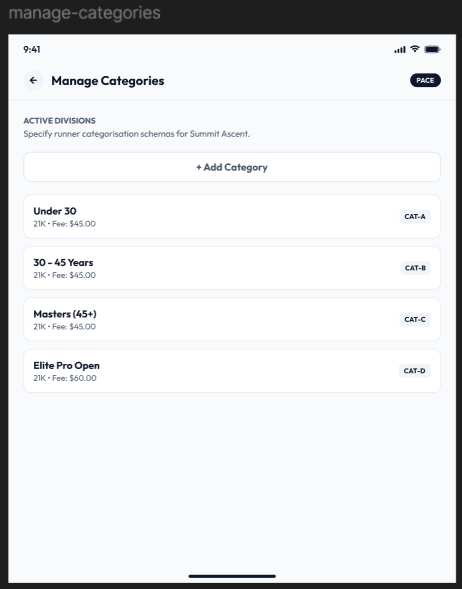 manage-categories
9:41
Manage Categories
PACE
ACTIVE DIVISIONS
Specify runner categorisation schemas for Summit Ascent.
+ Add Category
Under 30
21K • Fee: $45.00
CAT-A
30 - 45 Years
21K • Fee: $45.00
CAT-B
Masters (45+)
21K • Fee: $45.00
CAT-C
Elite Pro Open
21K • Fee: $60.00
CAT-D